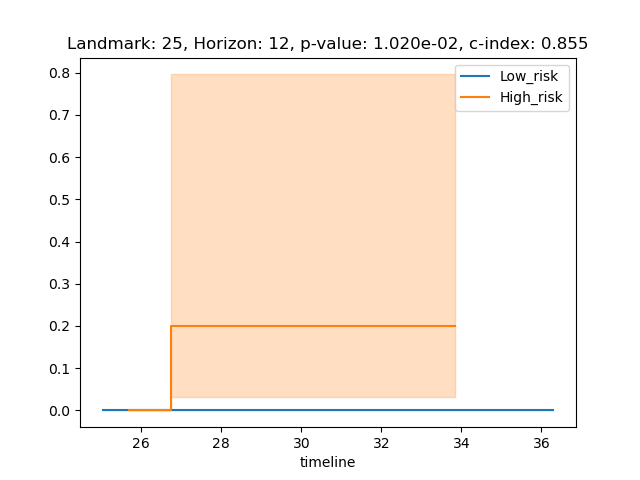 Landmark: 25, Horizon: 12, p-value: 1.020e-02, c-index: 0.855
Low_risk
High_risk
0.8
0.7
0.6
0.5
0.4
0.3
0.2
0.1
0.0
26 28 30 32 34 36
timeline